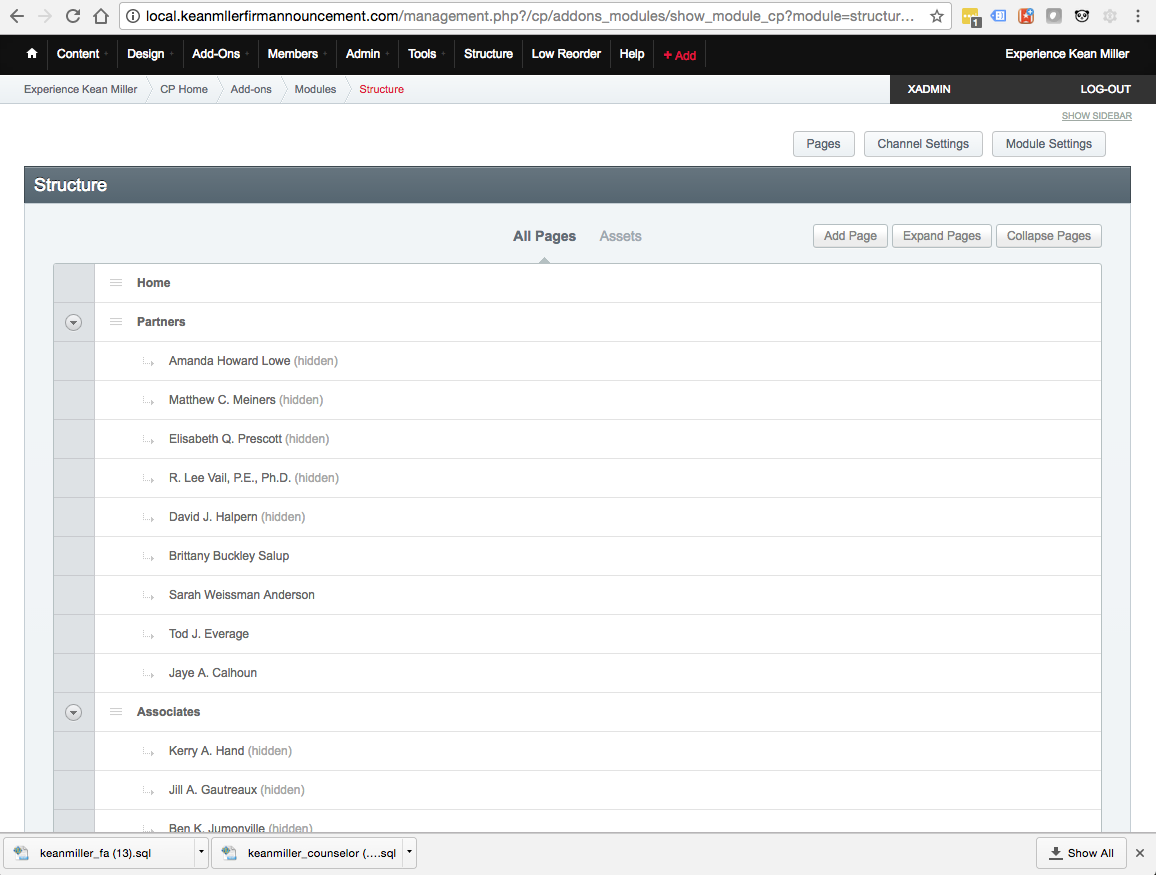 local.keanmllerfirmannouncement.com/management.php?/cp/addons_modules/show_module_cp?module=structur...
1
Content Design Add-Ons Members Admin Tools Structure Low Reorder Help + Add Experience Kean Miller
Experience Kean Miller CP Home Add-ons Modules Structure XADMIN LOG-OUT
SHOW SIDEBAR
Pages Channel Settings Module Settings
Structure
All Pages Assets Add Page Expand Pages Collapse Pages
Home
Partners
Amanda Howard Lowe (hidden)
Matthew C. Meiners (hidden)
Elisabeth Q. Prescott (hidden)
R. Lee Vail, P.E., Ph.D. (hidden)
David J. Halpern (hidden)
Brittany Buckley Salup
Sarah Weissman Anderson
Tod J. Everage
Jaye A. Calhoun
Associates
Kerry A. Hand (hidden)
Jill A. Gautreaux (hidden)
Ben K. Jumonville (hidden)
keanmiller_fa (13).sql keanmiller_counselor (....sql Show All